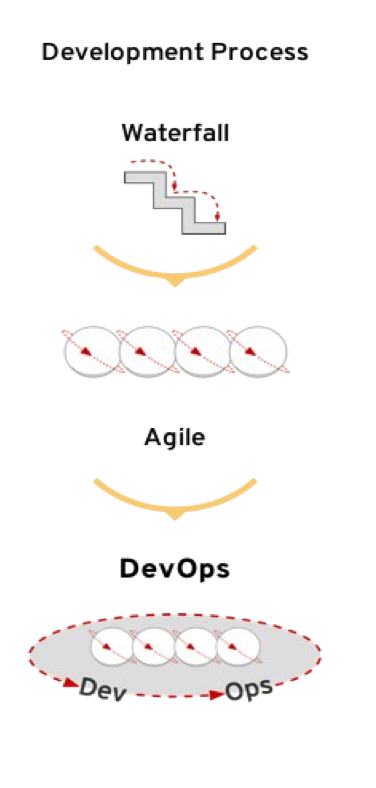 Development Process
Waterfall
Agile
DevOps
Dev
Ops